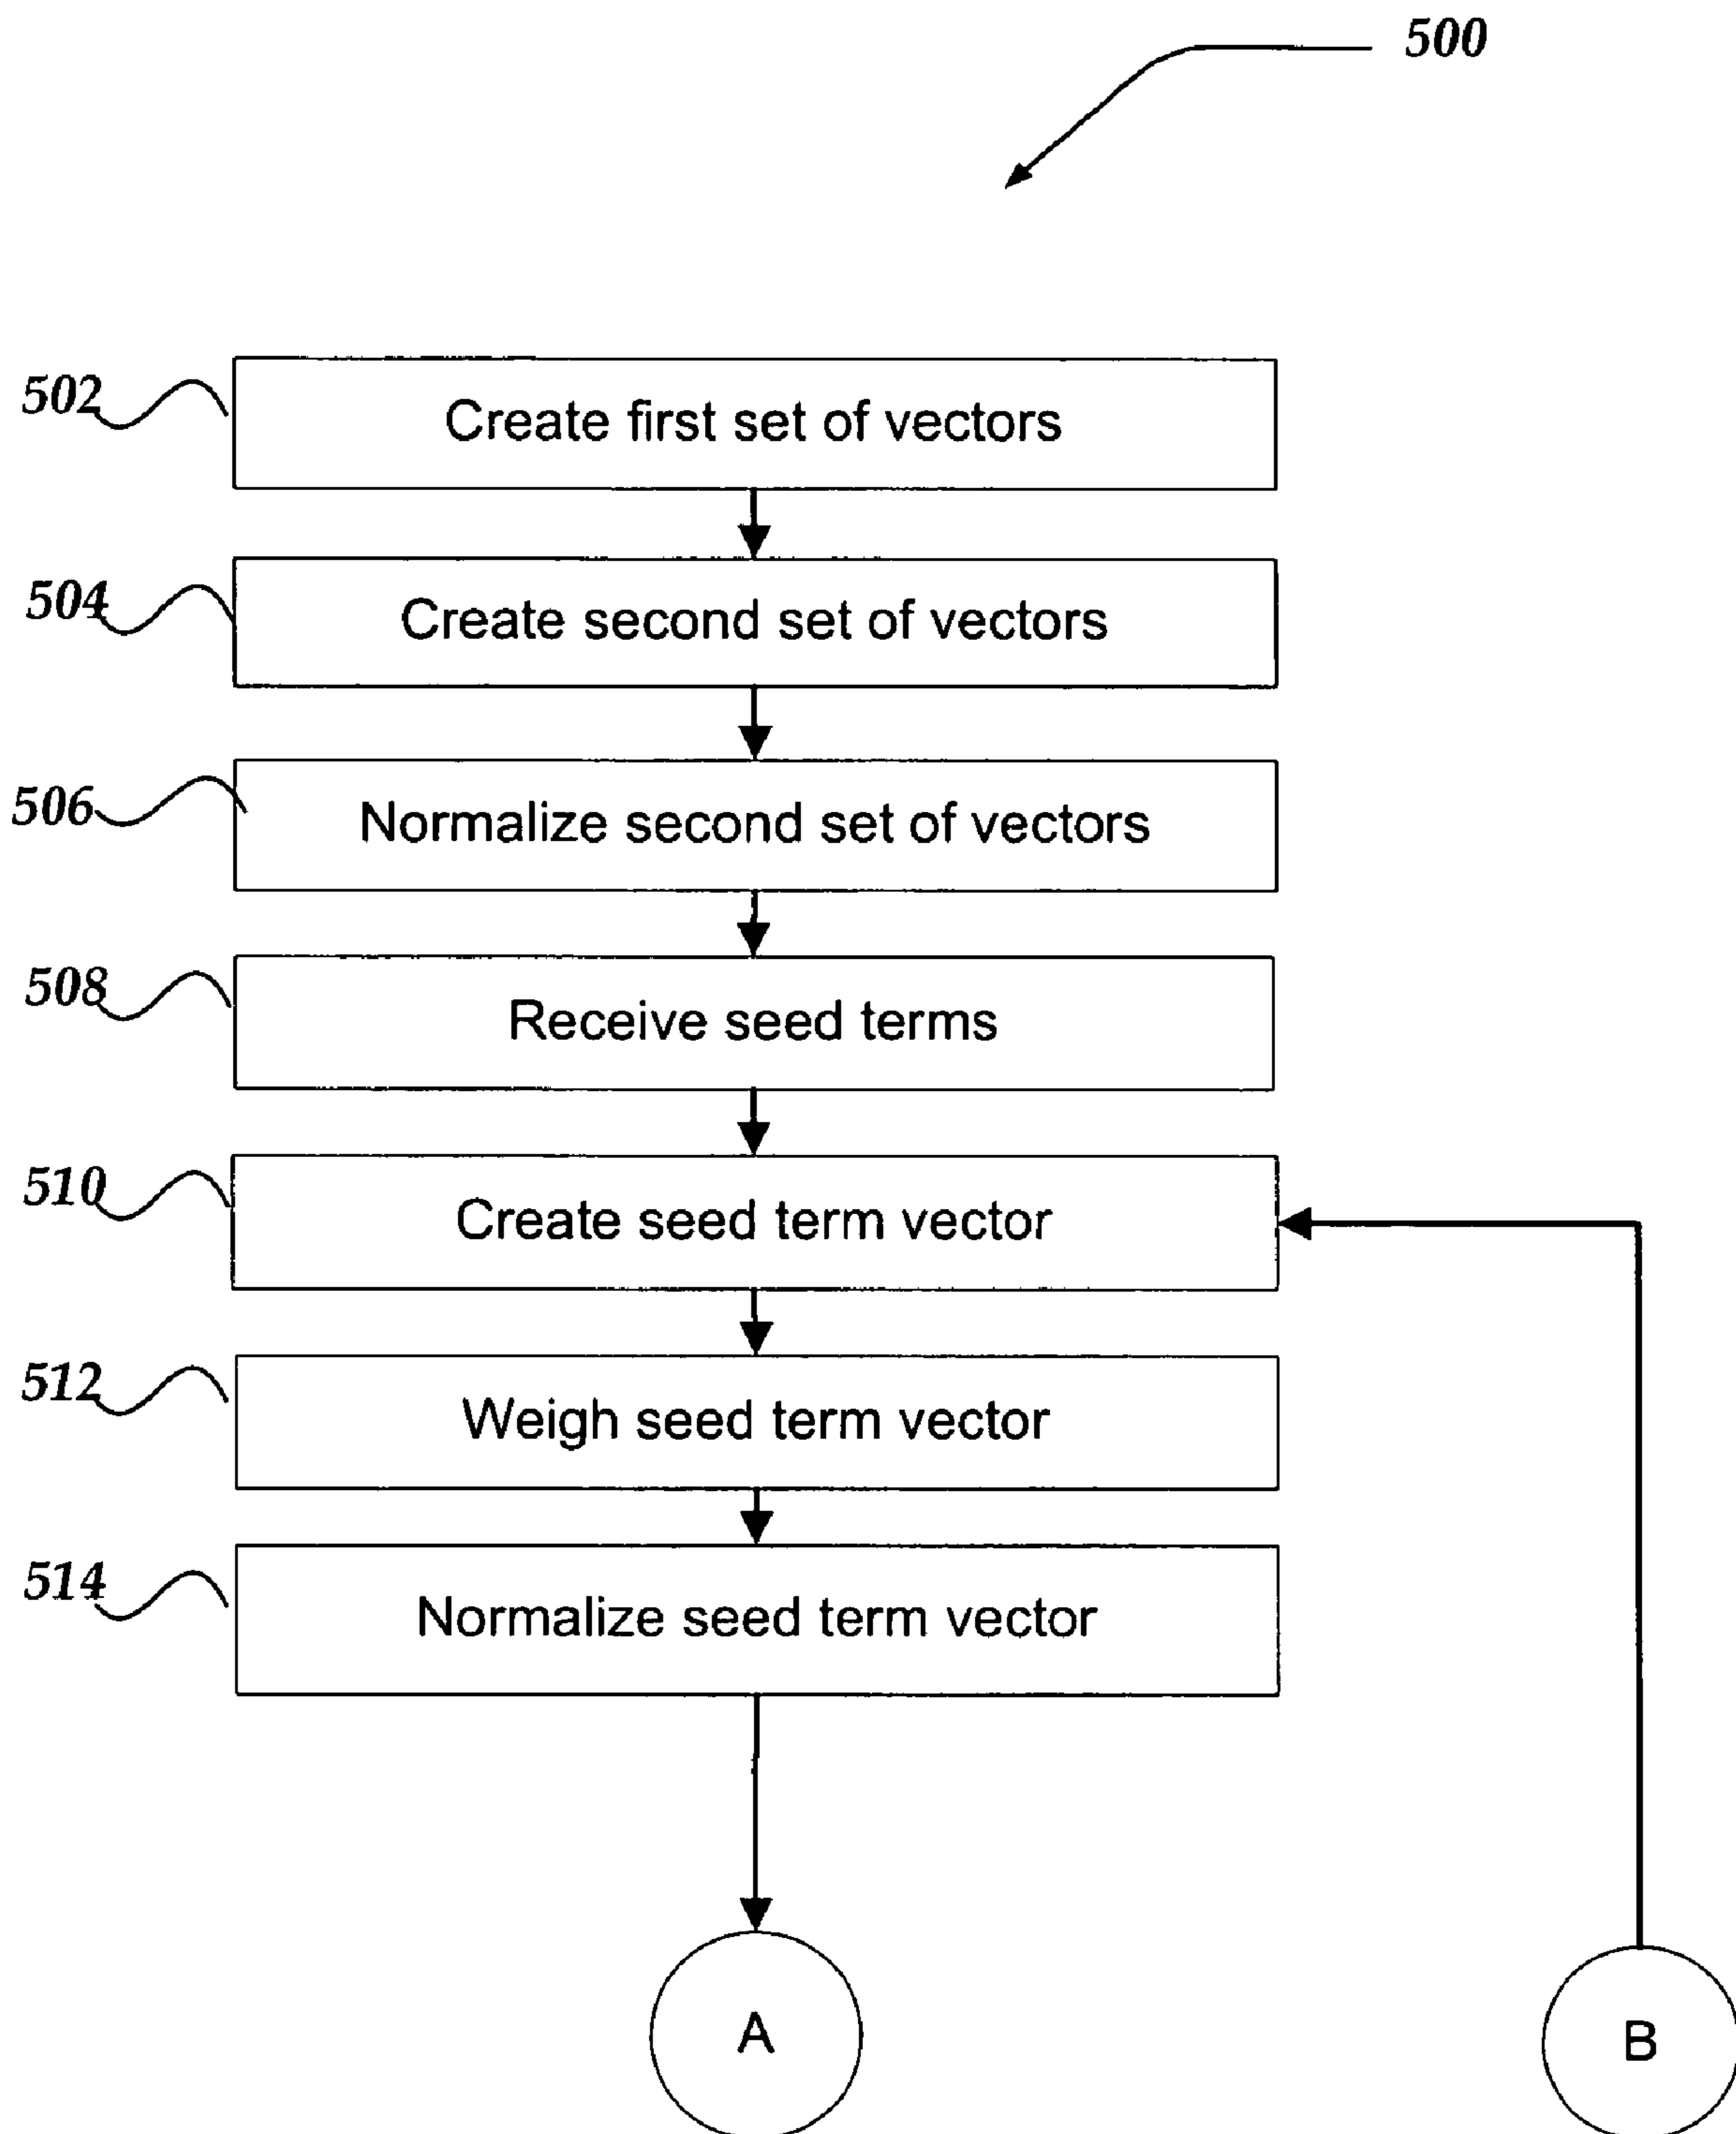 500
502
Create first set of vectors
504
Create second set of vectors
506
Normalize second set of vectors
508
Receive seed terms
510
Create seed term vector
512
Weigh seed term vector
514
Normalize seed term vector
A
B